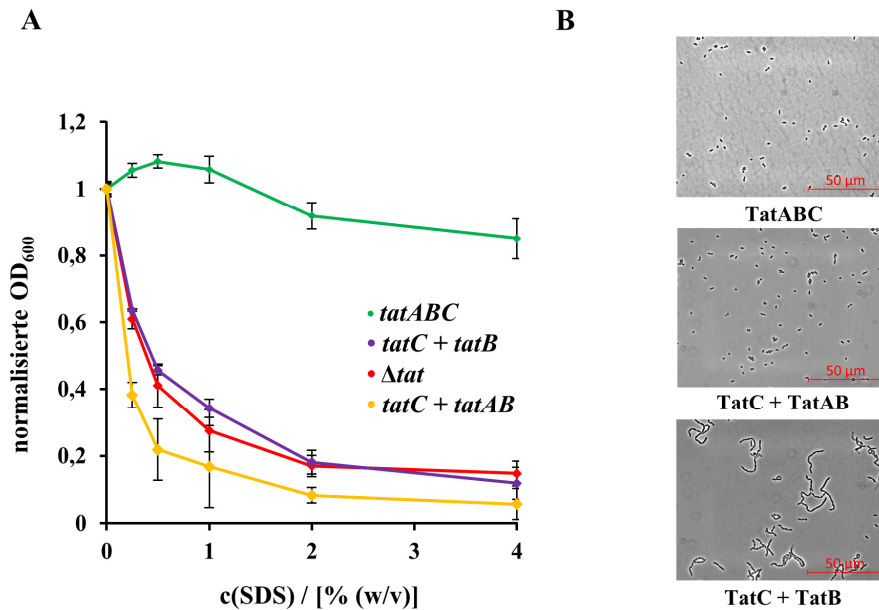 A
B
1,2
1
0,8
0,6
0,4
0,2
0
normalisierte OD₆₀₀
tatABC
tatC + tatB
Δtat
tatC + tatAB
0
1
2
3
4
c(SDS) / [% (w/v)]
50 µm
TatABC
50 µm
TatC + TatAB
50 µm
TatC + TatB